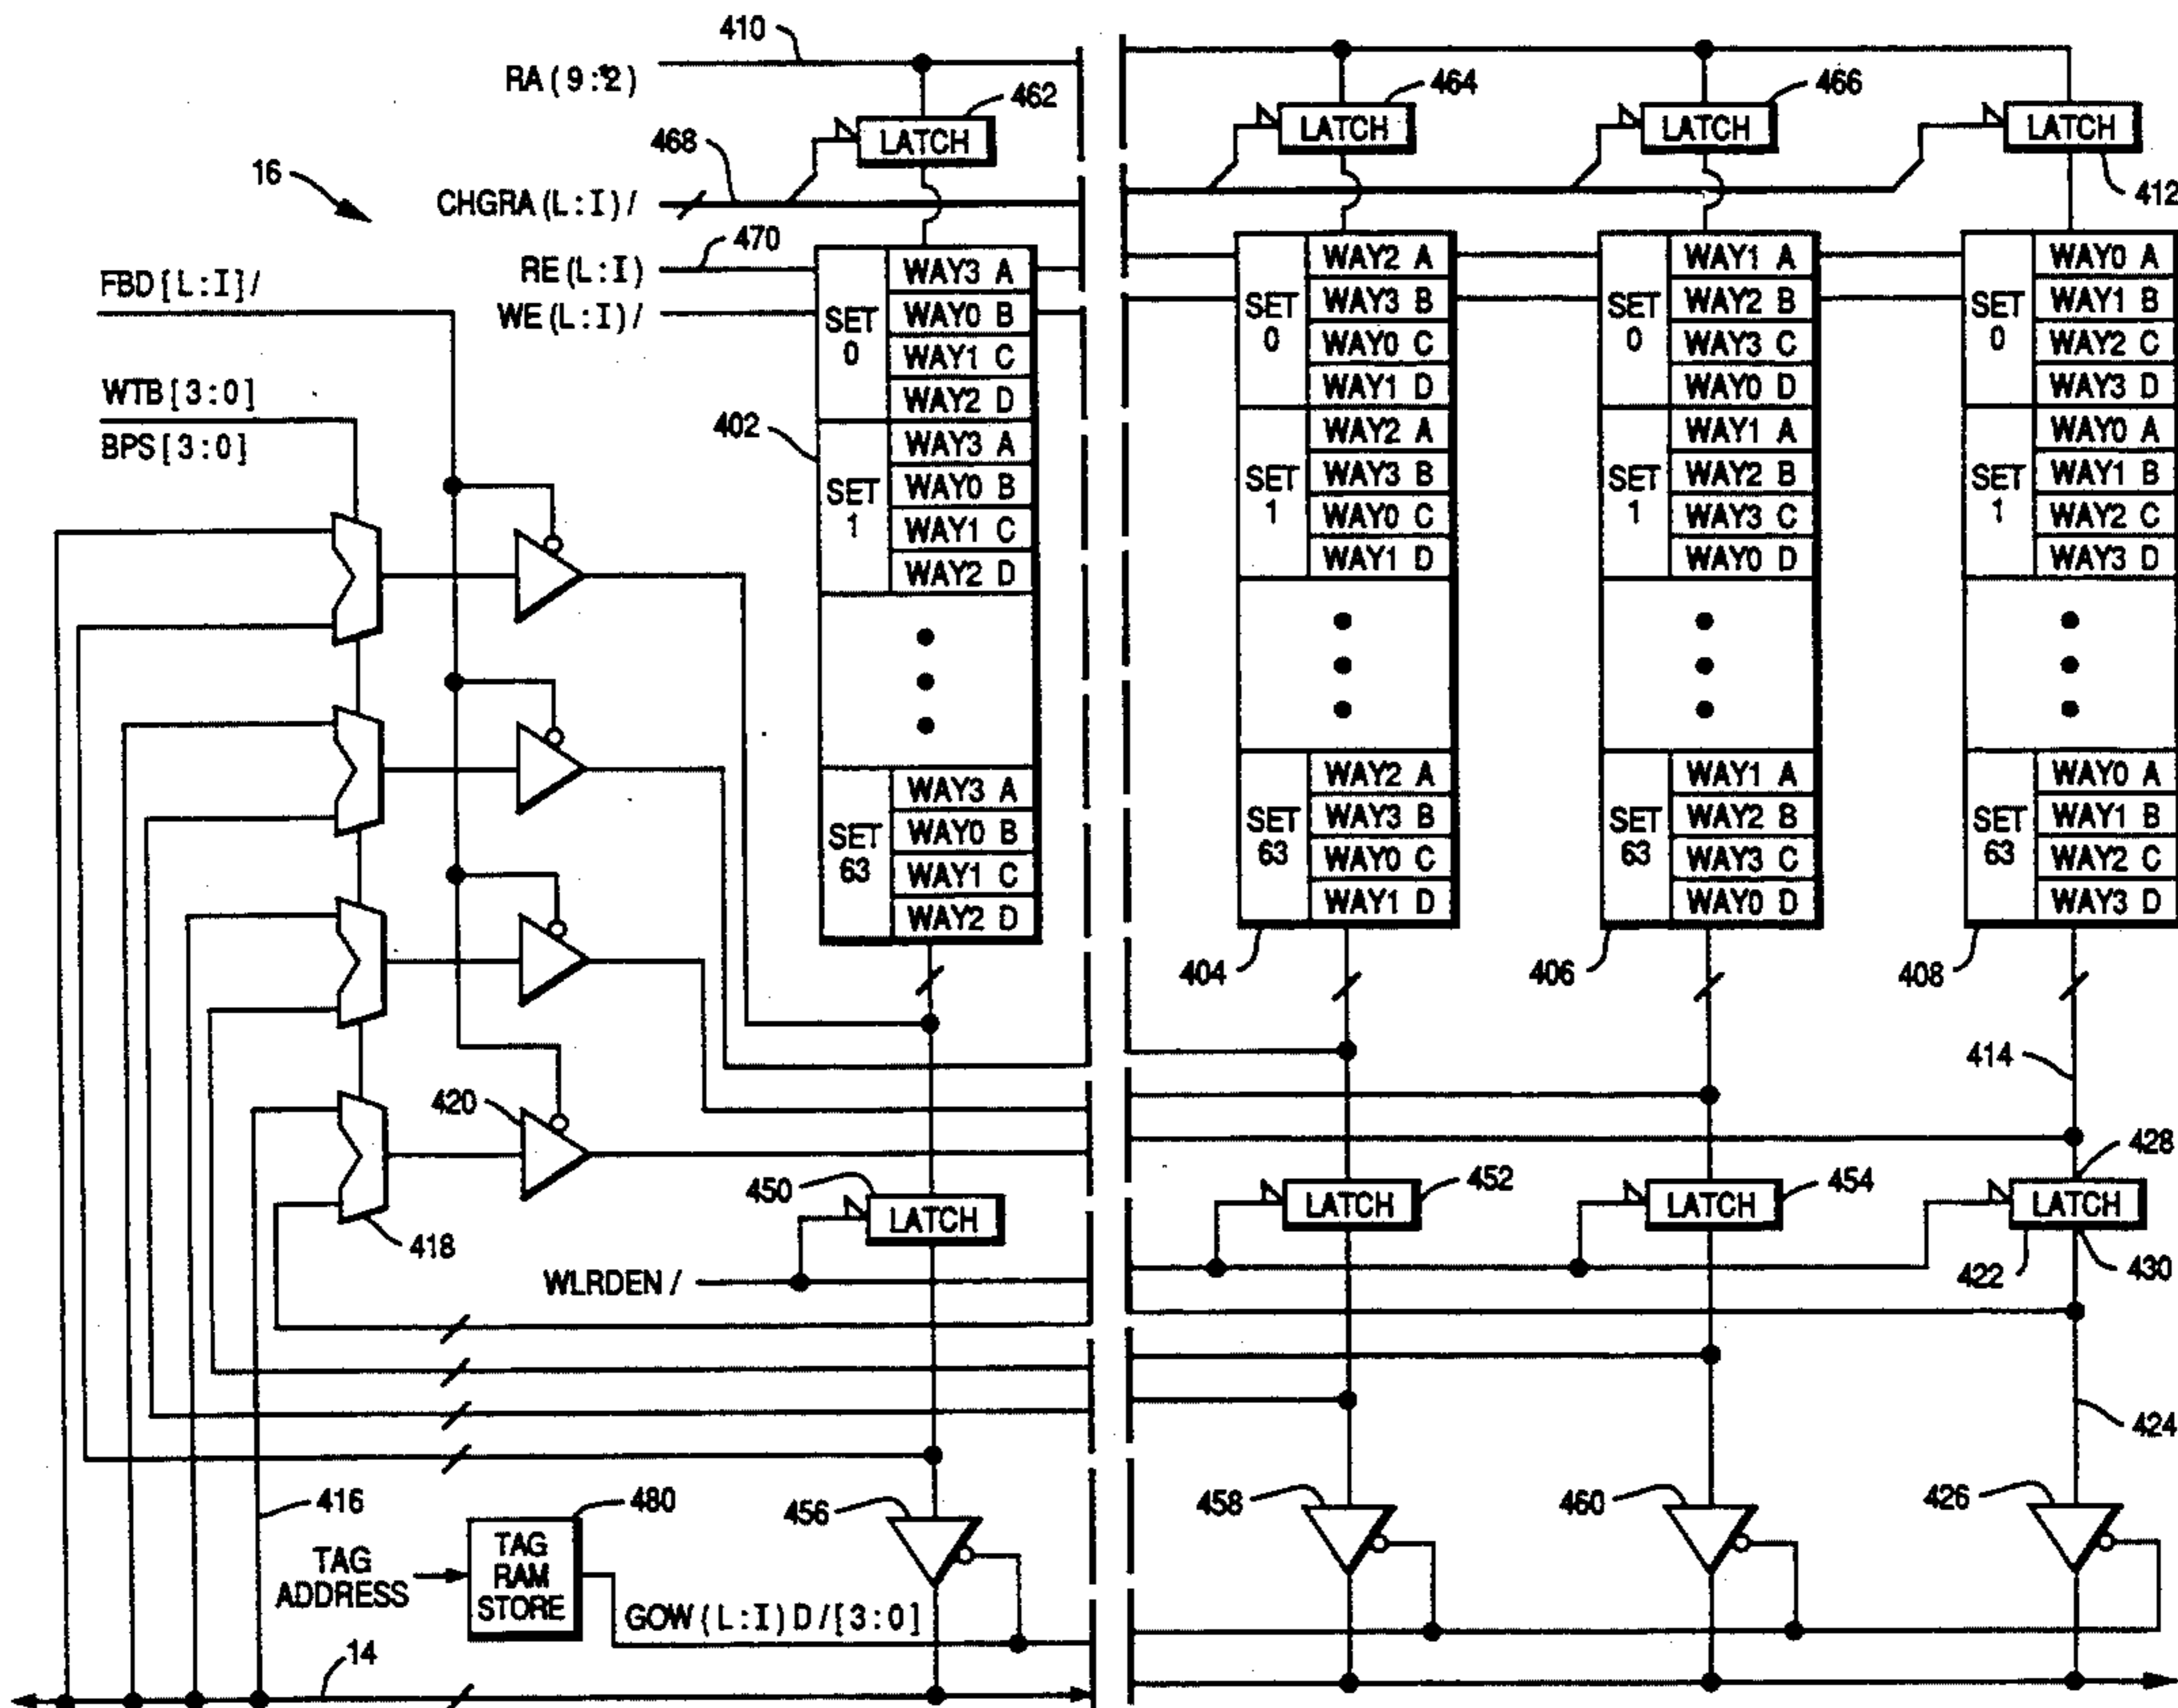 410
RA(9:2)
462
LATCH
464
LATCH
466
LATCH
LATCH
412
468
16
CHGRA(L:I)/
470
RE(L:I)
WE(L:I)/
FBD[L:I]/
WTB[3:0]
BPS[3:0]
402
SET 0
WAY3 A
WAY0 B
WAY1 C
WAY2 D
SET 1
WAY3 A
WAY0 B
WAY1 C
WAY2 D
SET 63
WAY3 A
WAY0 B
WAY1 C
WAY2 D
SET 0
WAY2 A
WAY3 B
WAY0 C
WAY1 D
SET 1
WAY2 A
WAY3 B
WAY0 C
WAY1 D
SET 63
WAY2 A
WAY3 B
WAY0 C
WAY1 D
404
SET 0
WAY1 A
WAY2 B
WAY3 C
WAY0 D
SET 1
WAY1 A
WAY2 B
WAY3 C
WAY0 D
SET 63
WAY1 A
WAY2 B
WAY3 C
WAY0 D
406
SET 0
WAY0 A
WAY1 B
WAY2 C
WAY3 D
SET 1
WAY0 A
WAY1 B
WAY2 C
WAY3 D
SET 63
WAY0 A
WAY1 B
WAY2 C
WAY3 D
408
414
420
418
450
LATCH
452
LATCH
454
LATCH
428
LATCH
422
430
WLRDEN /
424
416
480
TAG
ADDRESS
TAG
RAM
STORE
456
458
460
426
GOW(L:I)D/[3:0]
14